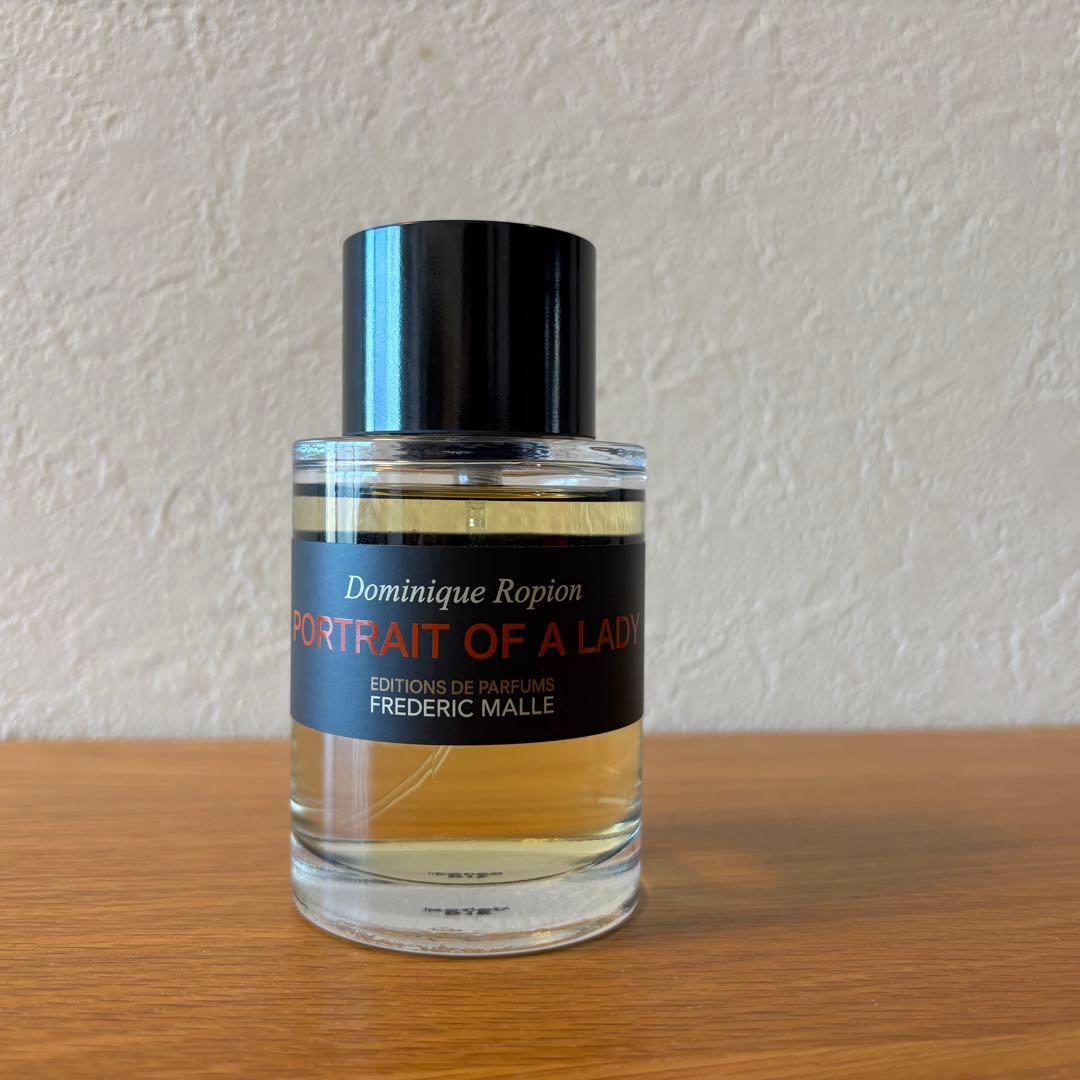 Dominique Ropion
PORTRAIT OF A LADY
EDITIONS DE PARFUMS
FREDERIC MALLE